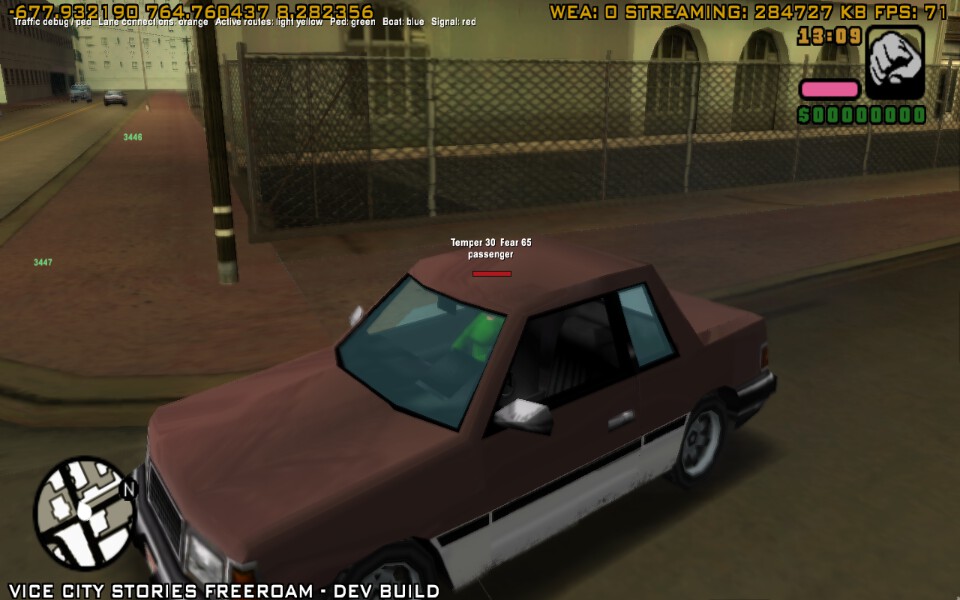 -677.932190 764.760437 8.282356
WEA: 0 STREAMING: 284727 KB FPS: 71
Traffic debug / ped Lane connections: orange Active routes: light yellow Ped: green Boat: blue Signal: red
13:09
$00000000
3446
3447
Temper 30 Fear 65
passenger
N
VICE CITY STORIES FREEROAM - DEV BUILD